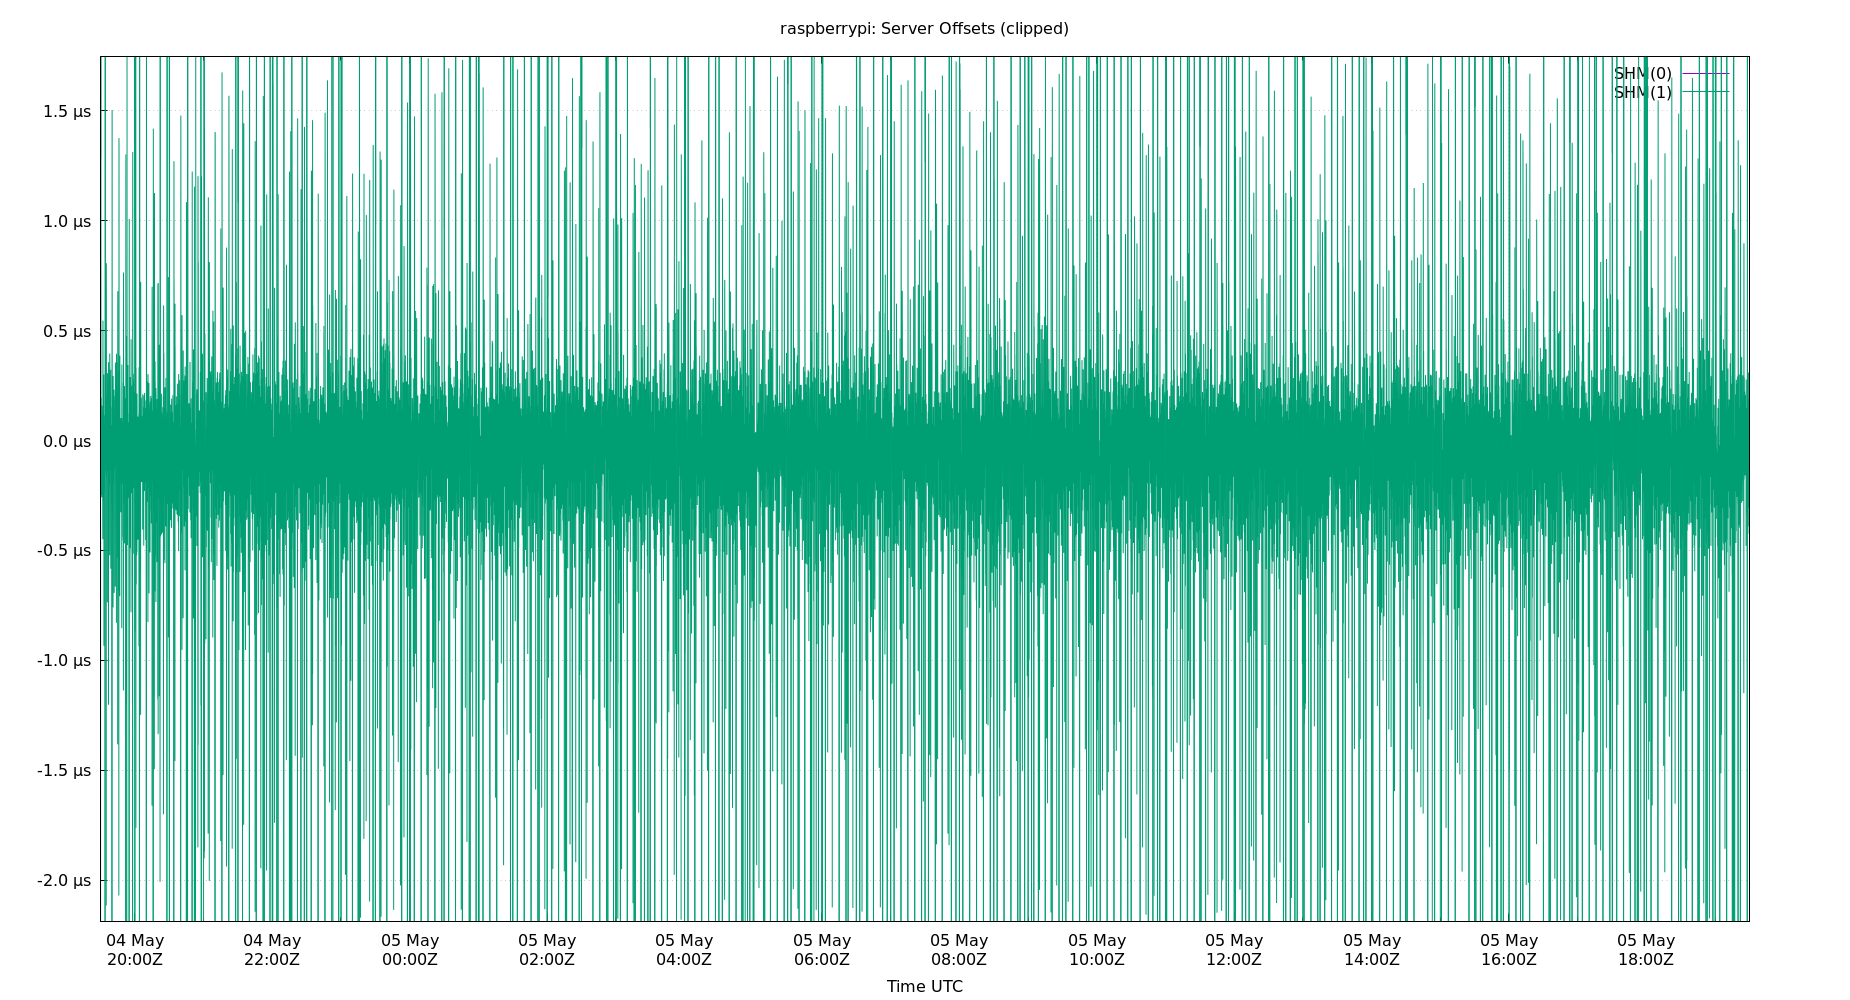 raspberrypi: Server Offsets (clipped)
SHM(0)
SHM(1)
1.5 μs
1.0 μs
0.5 μs
0.0 μs
-0.5 μs
-1.0 μs
-1.5 μs
-2.0 μs
04 May 04 May 05 May 05 May 05 May 05 May 05 May 05 May 05 May 05 May 05 May 05 May
20:00Z 22:00Z 00:00Z 02:00Z 04:00Z 06:00Z 08:00Z 10:00Z 12:00Z 14:00Z 16:00Z 18:00Z
Time UTC